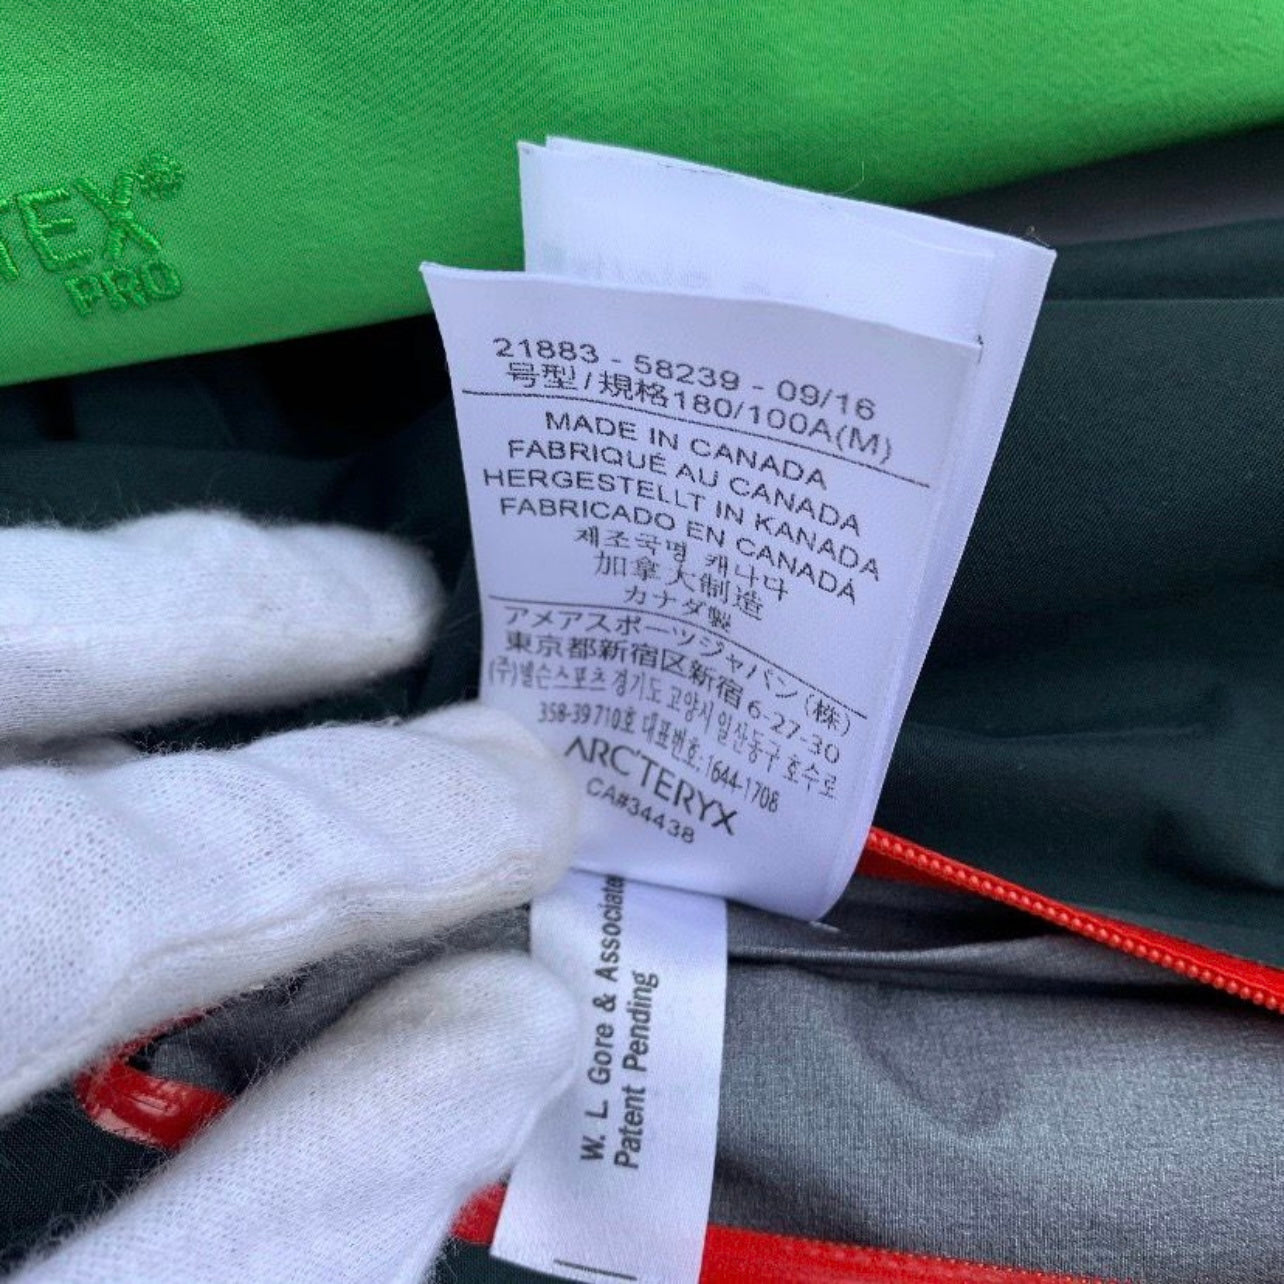 TEX®
PRO
21883 - 58239 - 09/16
号型/規格180/100A(M)
MADE IN CANADA
FABRIQUÉ AU CANADA
HERGESTELLT IN KANADA
FABRICADO EN CANADÁ
제조국명 캐나다
加拿大制造
カナダ製
アメアスポーツジャパン(株)
東京都新宿区新宿 6-27-30
(주)넬슨스포츠 경기도 고양시 일산동구 호수로
358-39 710호 대표번호: 1644-1708
ARC'TERYX
CA#34438
W. L. Gore & Associate
Patent Pending